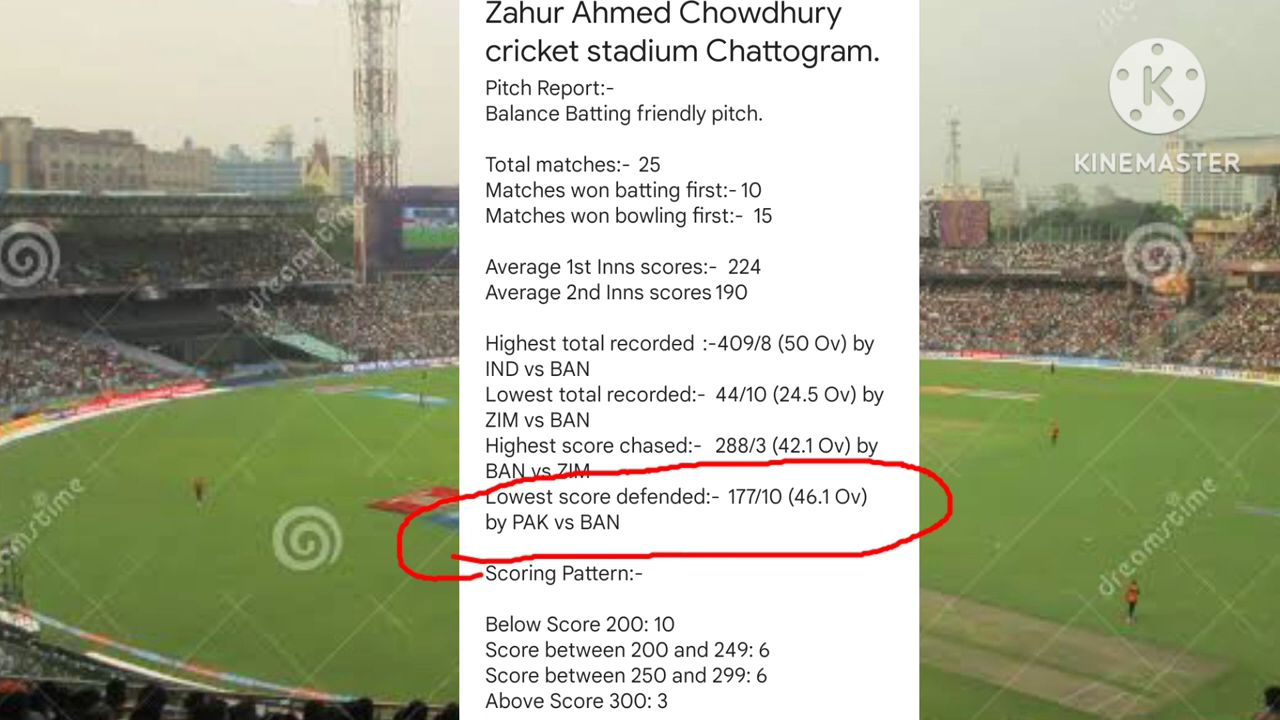 Zahur Ahmed Chowdhury
cricket stadium Chattogram.
Pitch Report:-
Balance Batting friendly pitch.
Total matches:- 25
Matches won batting first:- 10
Matches won bowling first:- 15
Average 1st Inns scores:- 224
Average 2nd Inns scores 190
Highest total recorded :-409/8 (50 Ov) by
IND vs BAN
Lowest total recorded:- 44/10 (24.5 Ov) by
ZIM vs BAN
Highest score chased:- 288/3 (42.1 Ov) by
BAN vs ZIM
Lowest score defended:- 177/10 (46.1 Ov)
by PAK vs BAN
Scoring Pattern:-
Below Score 200: 10
Score between 200 and 249: 6
Score between 250 and 299: 6
Above Score 300: 3
K
KINEMASTER
dreamstime
dreamstime